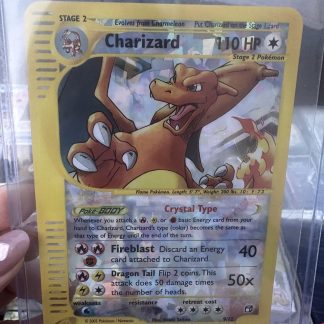 STAGE 2 Evolves from Charmeleon Put Charizard on the Stage 1 card
Charizard 110 HP
Stage 2 Pokémon
Flame Pokémon. Length: 5' 7", Weight: 200 lbs.
Poké-BODY Crystal Type
Whenever you attach a or basic Energy card from your
hand to Charizard, Charizard's type (color) becomes the same as
that type of Energy until the end of the turn.
Fireblast Discard an Energy 40
card attached to Charizard.
Dragon Tail Flip 2 coins. This 50x
attack does 50 damage times
the number of heads.
weakness resistance retreat cost
Pokémon / Nintendo